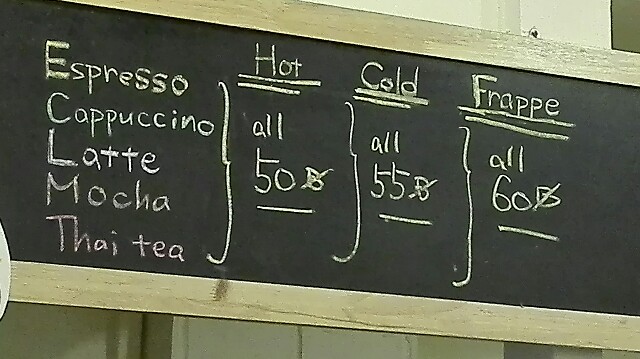 Espresso
Cappuccino
Latte
Mocha
Thai tea
Hot
all
50฿
Cold
all
55฿
Frappe
all
60฿